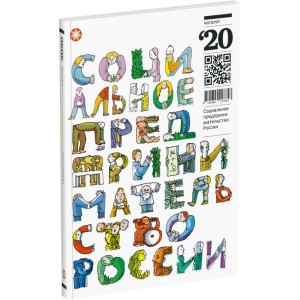 каталог
'20
Социальное
предприни-
мательство
России
СОЦИ
АЛЬНОЕ
ПРЕД
ПРИНИ
МАТЕЛЬ
СТВО
РОССИИ